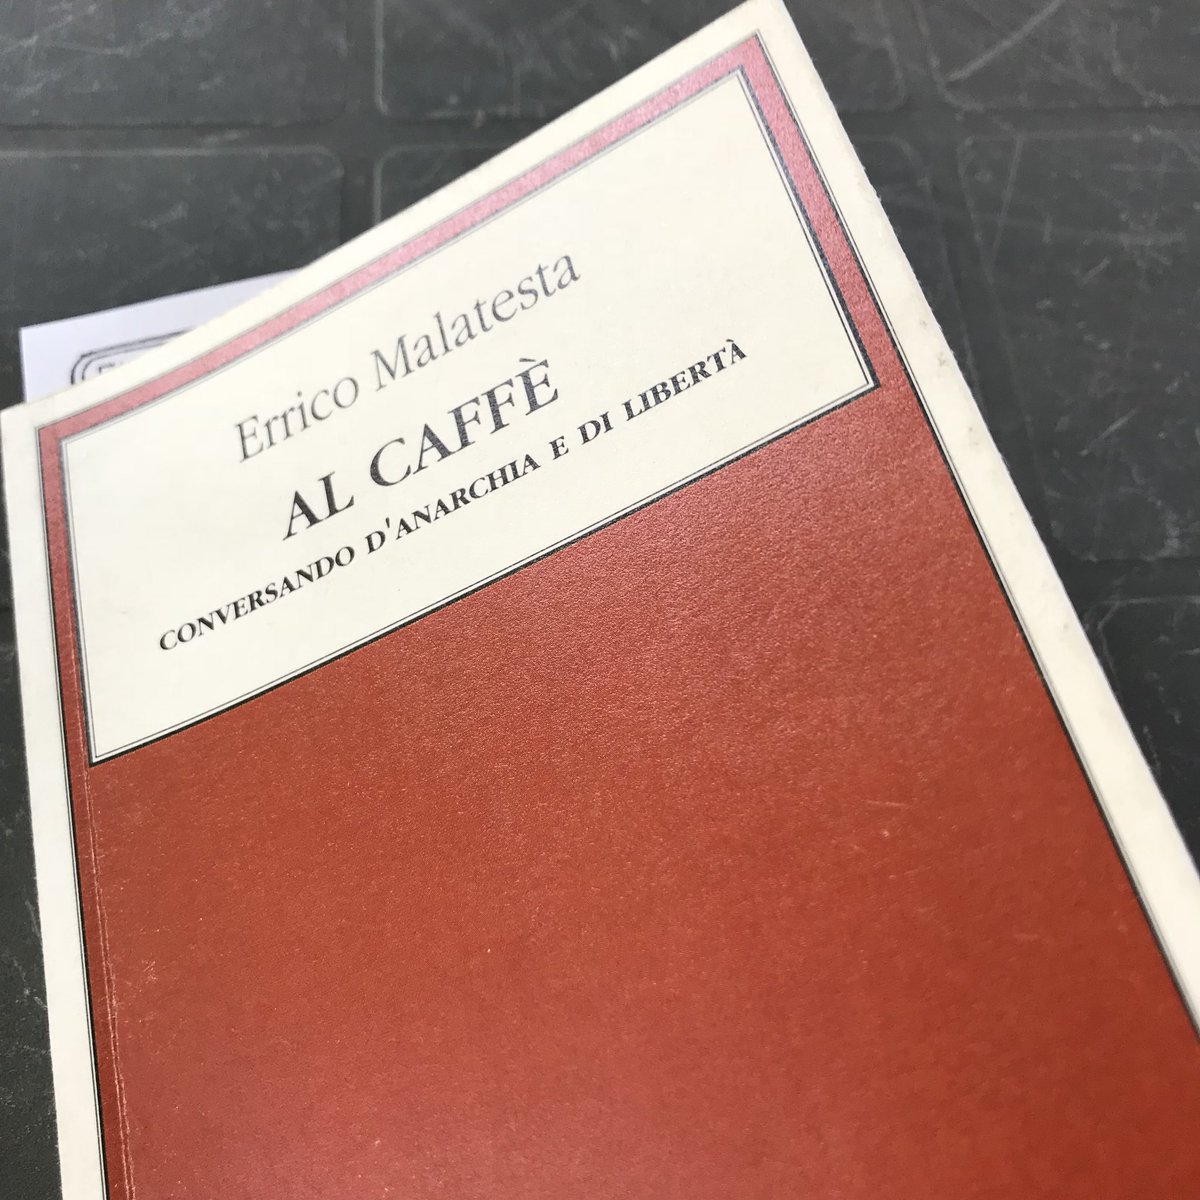 Errico Malatesta
AL CAFFÈ
CONVERSANDO D'ANARCHIA E DI LIBERTÀ